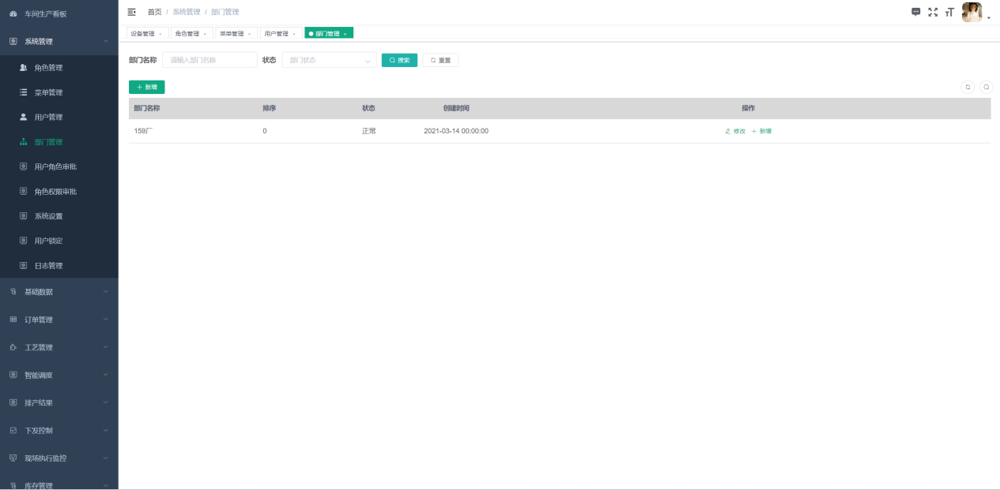 车间生产看板
系统管理
角色管理
菜单管理
用户管理
部门管理
用户角色审批
角色权限审批
系统设置
用户锁定
日志管理
基础数据
订单管理
工艺管理
智能调度
排产结果
下发控制
现场执行监控
库存管理
首页 / 系统管理 / 部门管理
设备管理 × 角色管理 × 菜单管理 × 用户管理 × 部门管理 ×
部门名称 请输入部门名称 状态 部门状态 搜索 重置
+ 新增
部门名称 排序 状态 创建时间 操作
159厂 0 正常 2021-03-14 00:00:00 修改 + 新增